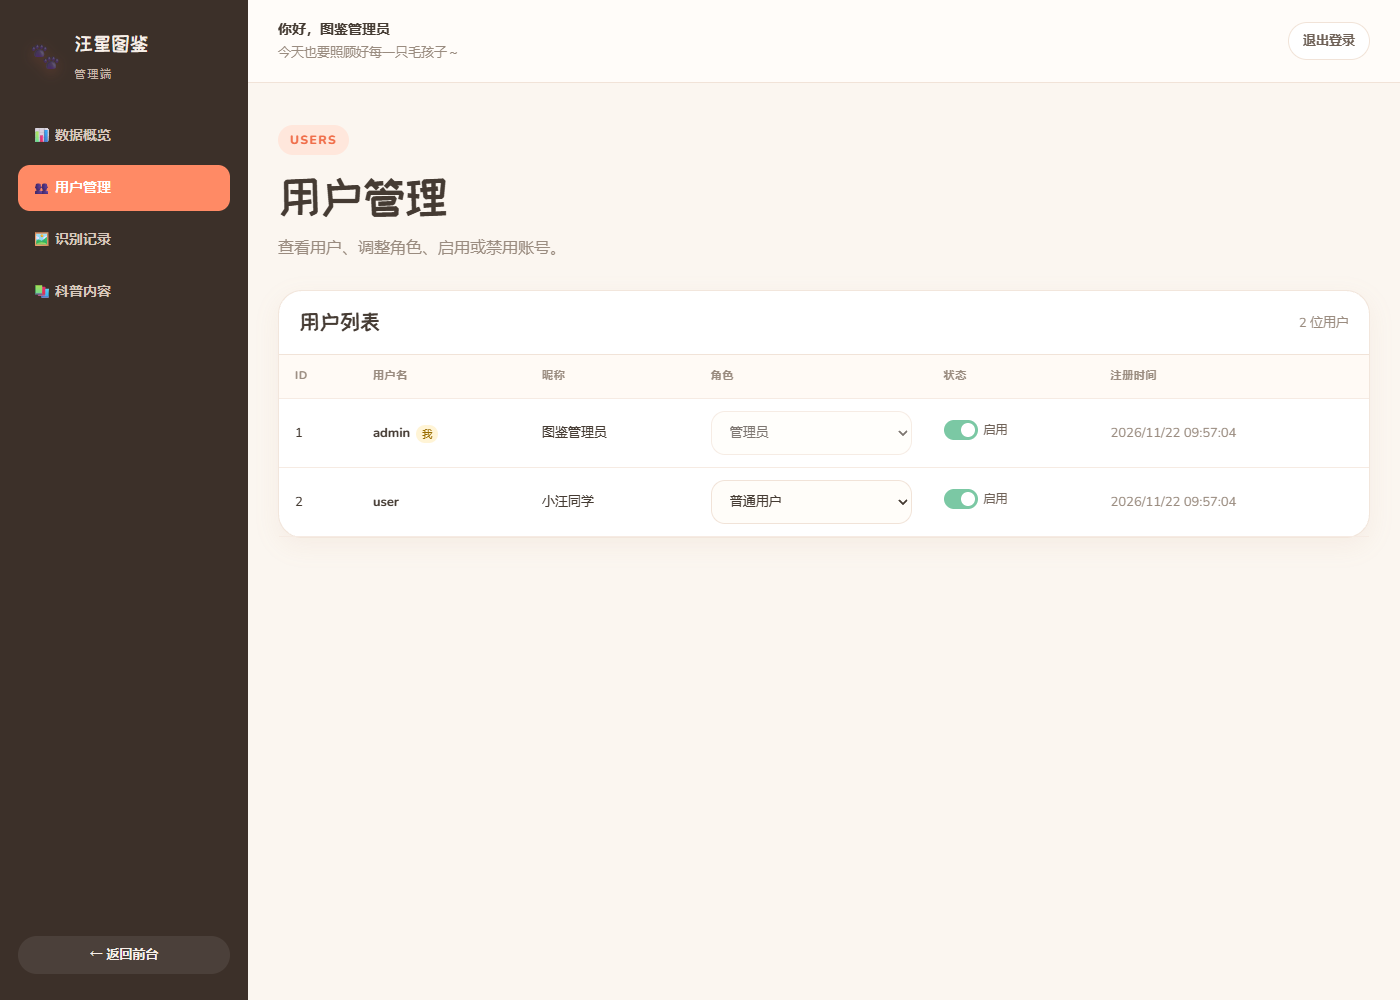 汪星图鉴
管理端
数据概览
用户管理
识别记录
科普内容
← 返回前台
你好，图鉴管理员
今天也要照顾好每一只毛孩子～
退出登录
USERS
用户管理
查看用户、调整角色、启用或禁用账号。
用户列表
2 位用户
ID 用户名 昵称 角色 状态 注册时间
1 admin 我 图鉴管理员 管理员 启用 2026/11/22 09:57:04
2 user 小汪同学 普通用户 启用 2026/11/22 09:57:04